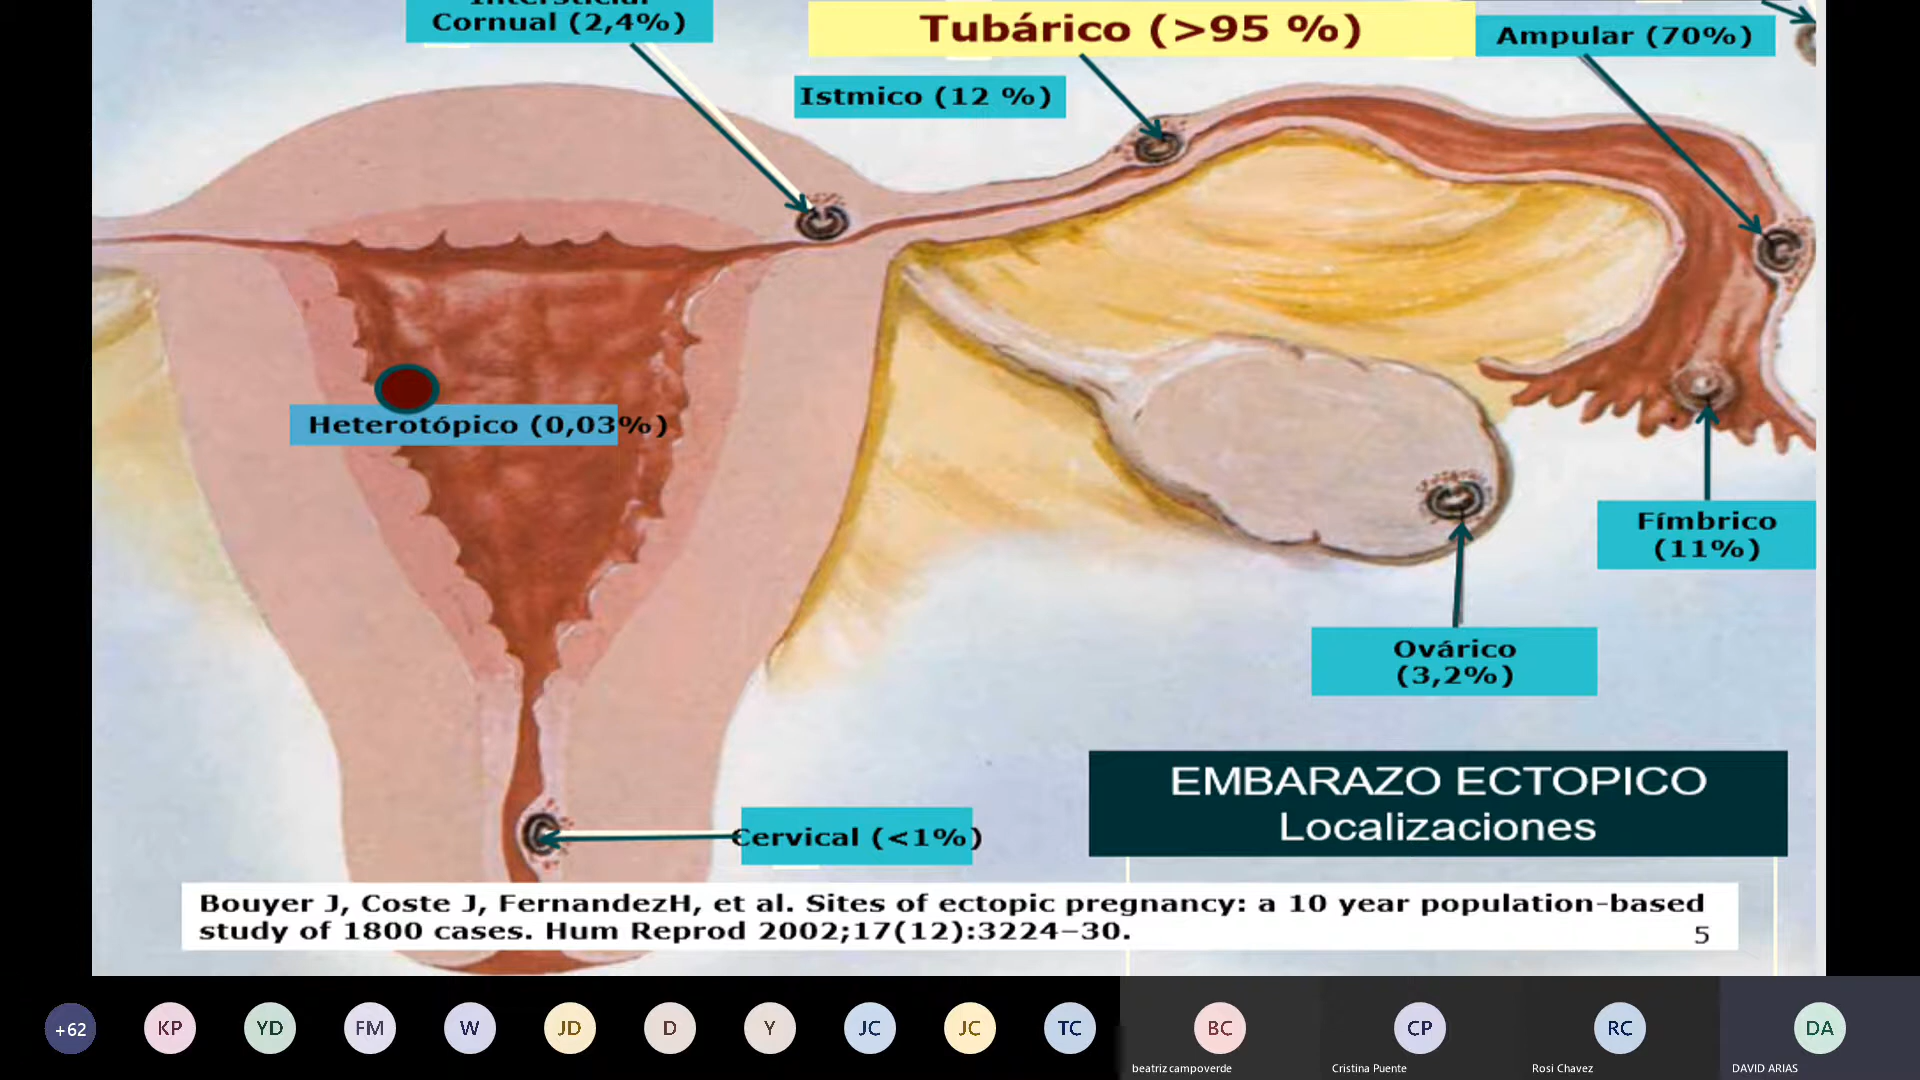 Intersticial
Cornual (2,4%)
Tubárico (>95 %)
Ampular (70%)
Istmico (12 %)
Heterotópico (0,03%)
Fímbrico
(11%)
Ovárico
(3,2%)
EMBARAZO ECTOPICO
Localizaciones
Cervical (<1%)
Bouyer J, Coste J, FernandezH, et al. Sites of ectopic pregnancy: a 10 year population-based
study of 1800 cases. Hum Reprod 2002;17(12):3224–30.
5
+62
KP
YD
FM
W
JD
D
Y
JC
JC
TC
BC
CP
RC
DA
beatriz campoverde
Cristina Puente
Rosi Chavez
DAVID ARIAS